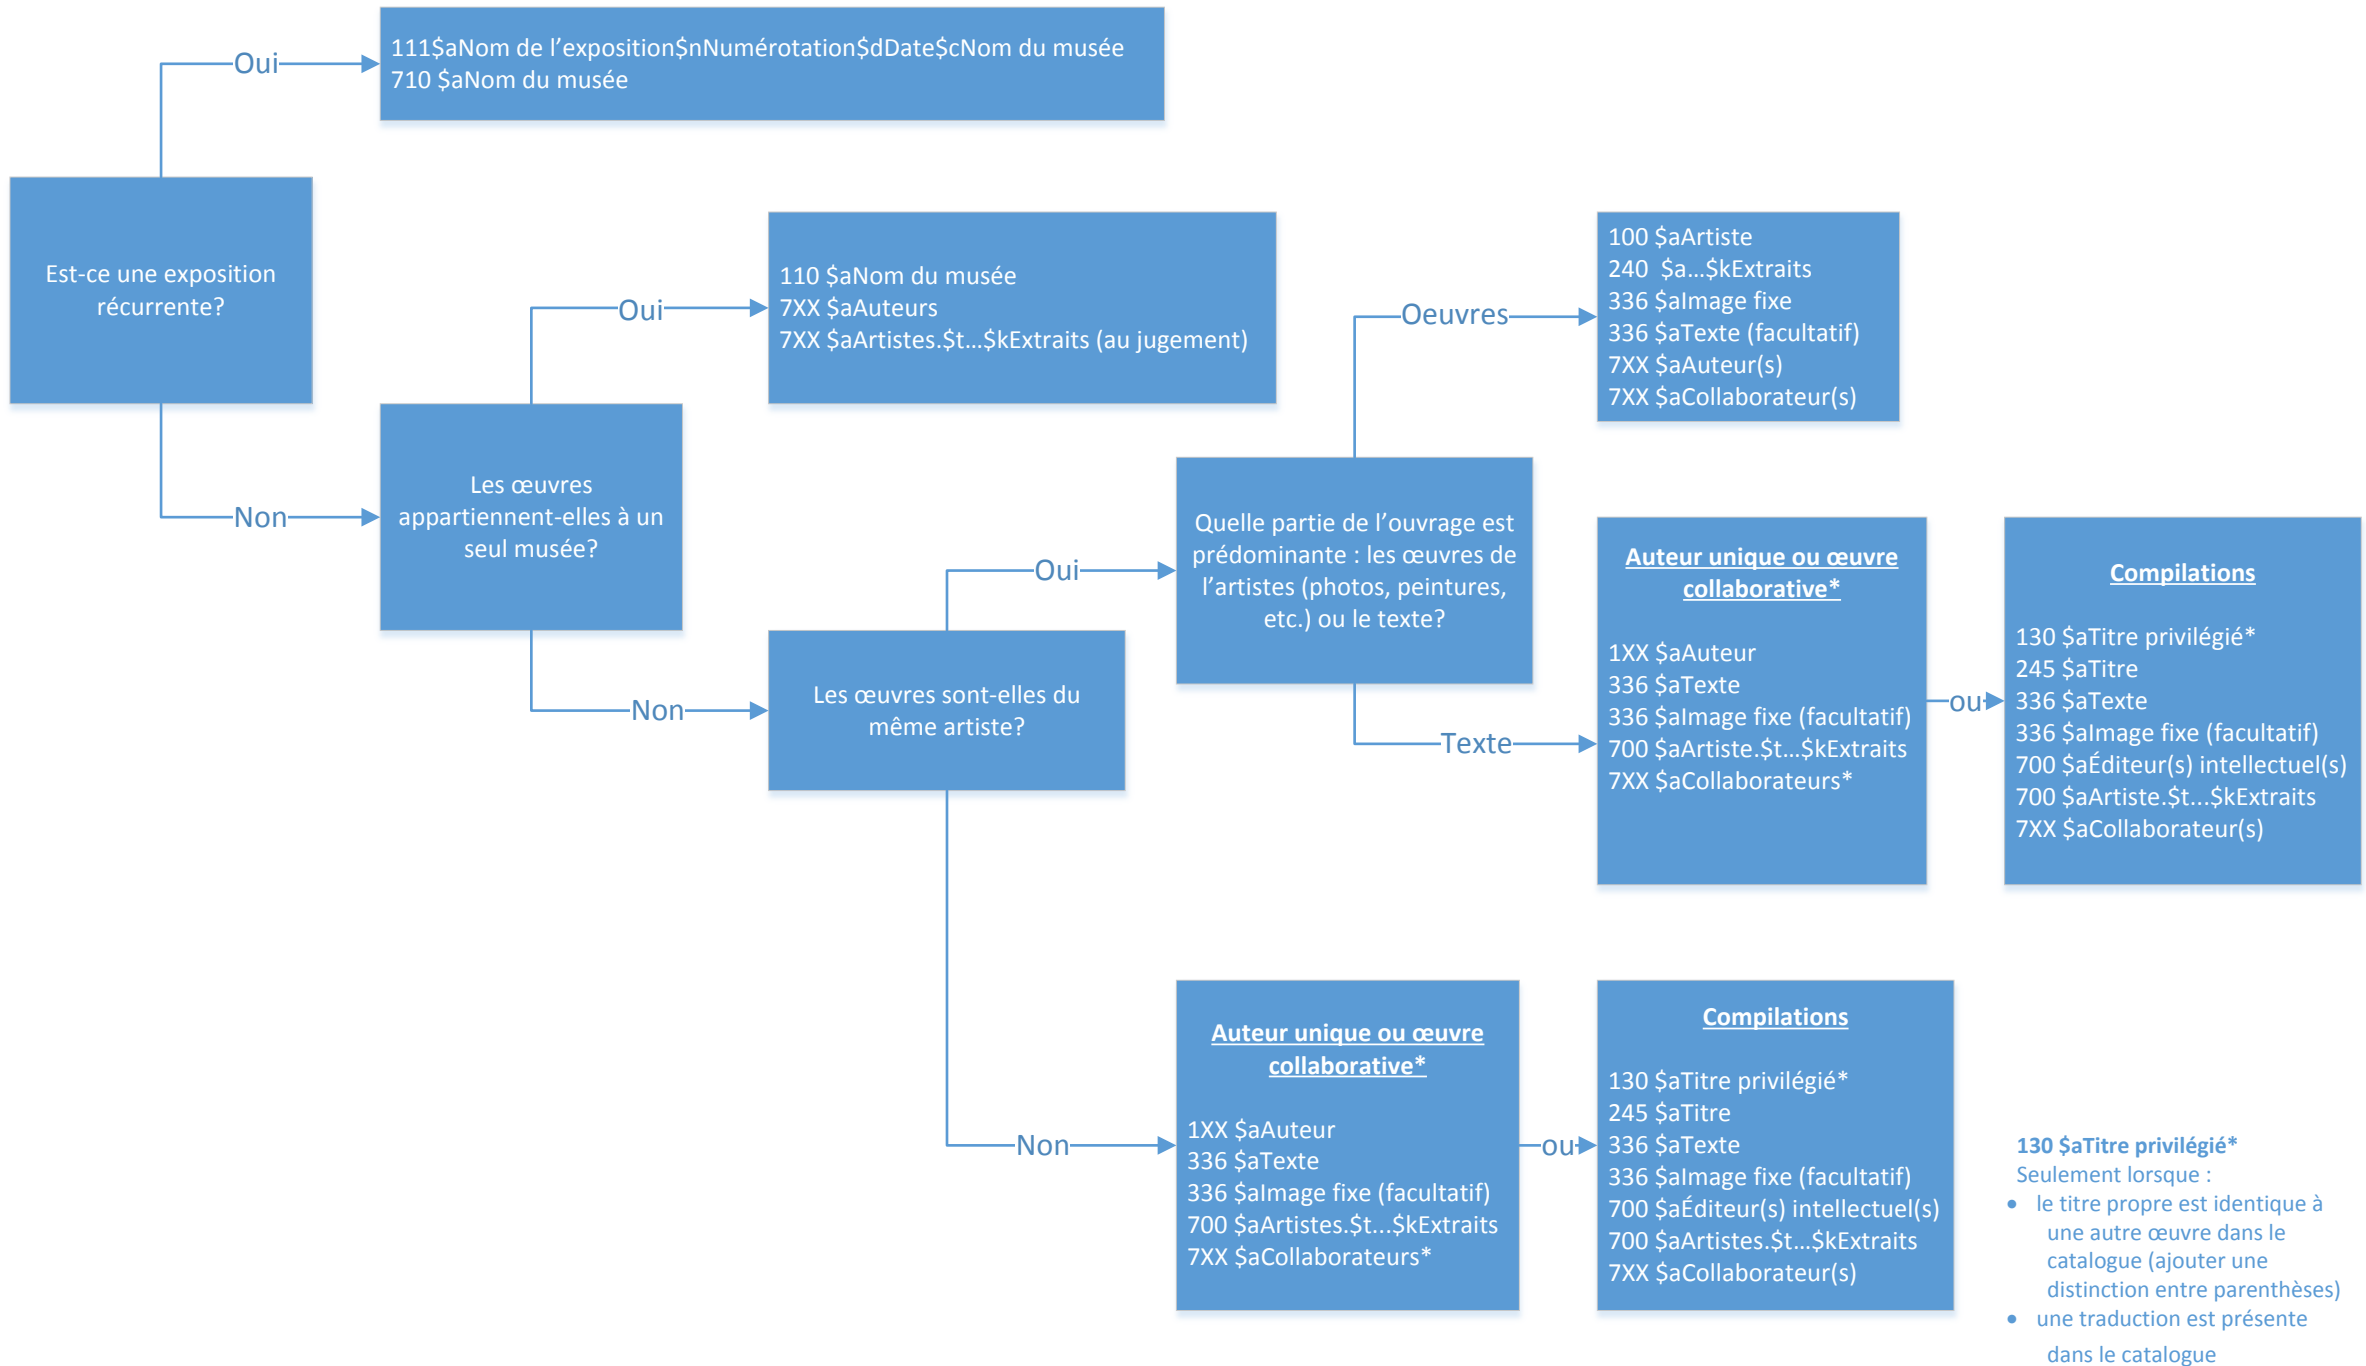 Oui
111$aNom de l’exposition$nNumérotation$dDate$cNom du musée
710 $aNom du musée
Est-ce une exposition
récurrente?
Non
Les œuvres
appartiennent-elles à un
seul musée?
Oui
110 $aNom du musée
7XX $aAuteurs
7XX $aArtistes.$t...$kExtraits (au jugement)
Non
Les œuvres sont-elles du
même artiste?
Oui
Quelle partie de l’ouvrage est
prédominante : les œuvres de
l’artistes (photos, peintures,
etc.) ou le texte?
Oeuvres
100 $aArtiste
240  $a...$kExtraits
336 $aImage fixe
336 $aTexte (facultatif)
7XX $aAuteur(s)
7XX $aCollaborateur(s)
Texte
Auteur unique ou œuvre
collaborative*
1XX $aAuteur
336 $aTexte
336 $aImage fixe (facultatif)
700 $aArtiste.$t...$kExtraits
7XX $aCollaborateurs*
ou
Compilations
130 $aTitre privilégié*
245 $aTitre
336 $aTexte
336 $aImage fixe (facultatif)
700 $aÉditeur(s) intellectuel(s)
700 $aArtiste.$t...$kExtraits
7XX $aCollaborateur(s)
Non
Auteur unique ou œuvre
collaborative*
1XX $aAuteur
336 $aTexte
336 $aImage fixe (facultatif)
700 $aArtistes.$t...$kExtraits
7XX $aCollaborateurs*
ou
Compilations
130 $aTitre privilégié*
245 $aTitre
336 $aTexte
336 $aImage fixe (facultatif)
700 $aÉditeur(s) intellectuel(s)
700 $aArtistes.$t...$kExtraits
7XX $aCollaborateur(s)
130 $aTitre privilégié*
Seulement lorsque :
• le titre propre est identique à
une autre œuvre dans le
catalogue (ajouter une
distinction entre parenthèses)
• une traduction est présente
dans le catalogue